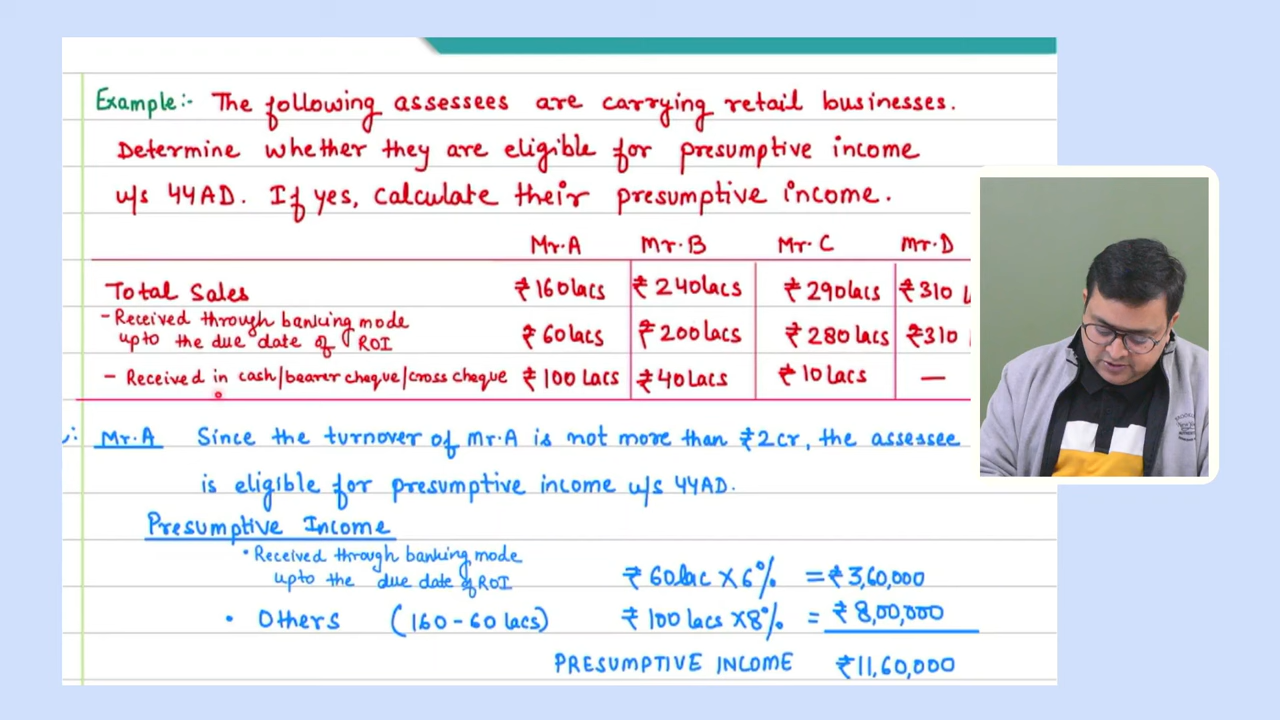 Example:- The following assessees are carrying retail businesses.
Determine whether they are eligible for presumptive income
u/s 44AD. If yes, calculate their presumptive income.
Mr. A Mr. B Mr. C Mr. D
Total Sales ₹160lacs ₹240lacs ₹290lacs ₹310
- Received through banking mode
upto the due date of ROI ₹60lacs ₹200lacs ₹280lacs ₹310
- Received in cash/bearer cheque/cross cheque ₹100 Lacs ₹40Lacs ₹10Lacs —
Mr. A Since the turnover of Mr. A is not more than ₹2cr, the assessee
is eligible for presumptive income u/s 44AD.
Presumptive Income
• Received through banking mode
upto the due date of ROI ₹60lac X 6% = ₹3,60,000
• Others (160-60 lacs) ₹100 lacs X 8% = ₹8,00,000
PRESUMPTIVE INCOME ₹11,60,000